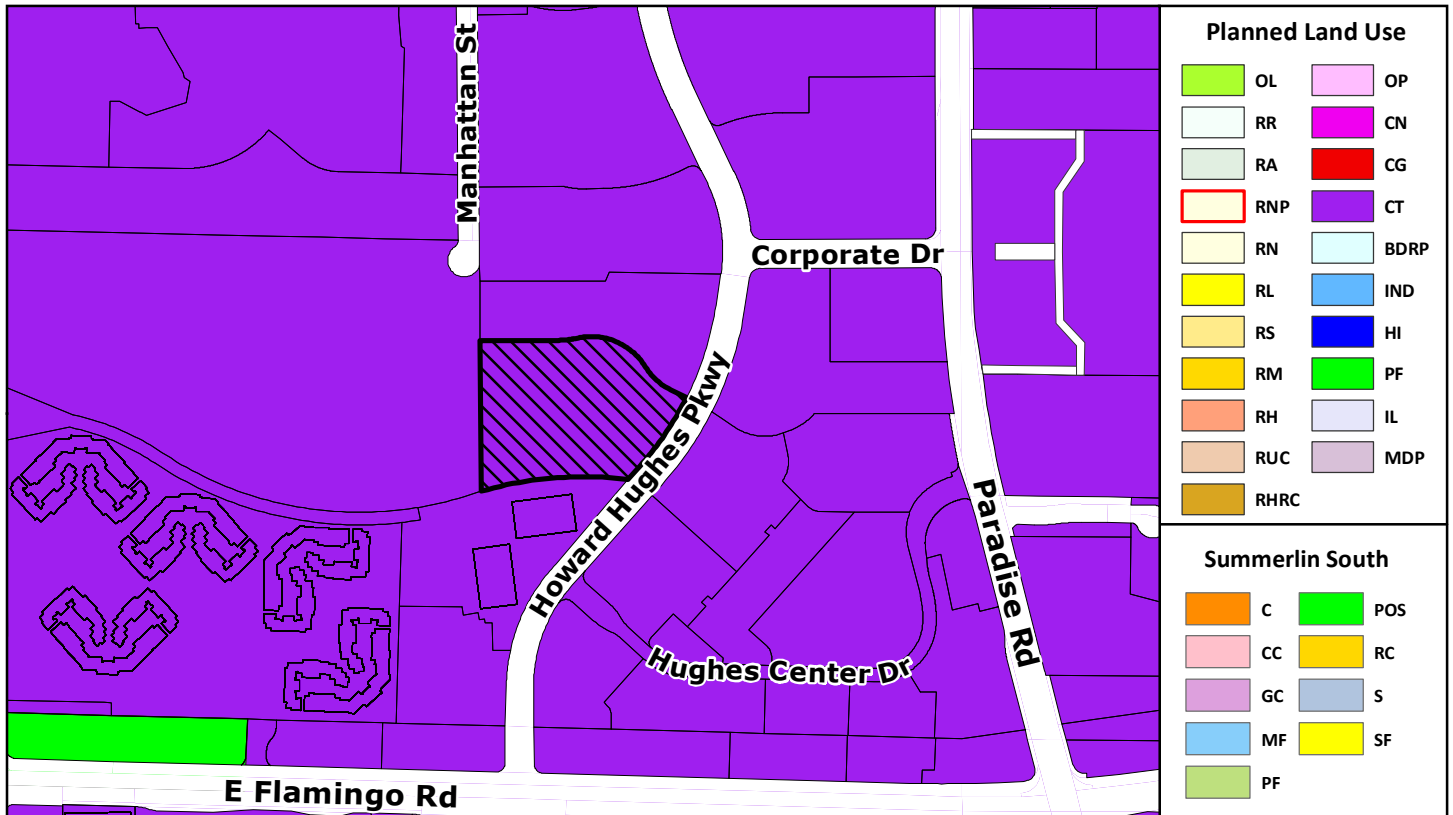 Manhattan St
Corporate Dr
Howard Hughes Pkwy
Paradise Rd
Hughes Center Dr
E Flamingo Rd
Planned Land Use
OL OP
RR CN
RA CG
RNP CT
RN BDRP
RL IND
RS HI
RM PF
RH IL
RUC MDP
RHRC
Summerlin South
C POS
CC RC
GC S
MF SF
PF